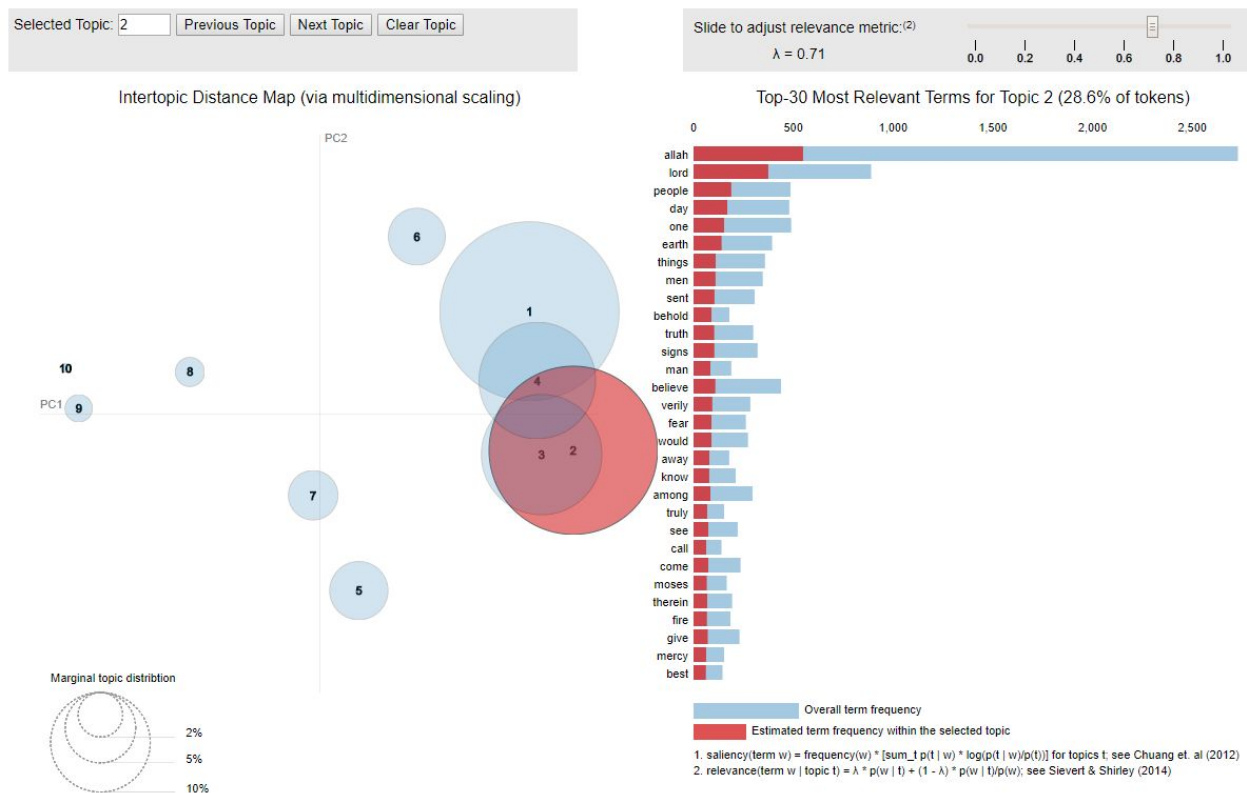 Selected Topic: 2 Previous Topic Next Topic Clear Topic
Slide to adjust relevance metric:(2)
λ = 0.71
0.0 0.2 0.4 0.6 0.8 1.0
Intertopic Distance Map (via multidimensional scaling)
PC2
PC1
6
1
4
10
8
9
3
2
7
5
Marginal topic distribtion
2%
5%
10%
Top-30 Most Relevant Terms for Topic 2 (28.6% of tokens)
0 500 1,000 1,500 2,000 2,500
allah
lord
people
day
one
earth
things
men
sent
behold
truth
signs
man
believe
verily
fear
would
away
know
among
truly
see
call
come
moses
therein
fire
give
mercy
best
Overall term frequency
Estimated term frequency within the selected topic
1. saliency(term w) = frequency(w) * [sum_t p(t | w) * log(p(t | w)/p(t))] for topics t; see Chuang et. al (2012)
2. relevance(term w | topic t) = λ * p(w | t) + (1 - λ) * p(w | t)/p(w); see Sievert & Shirley (2014)